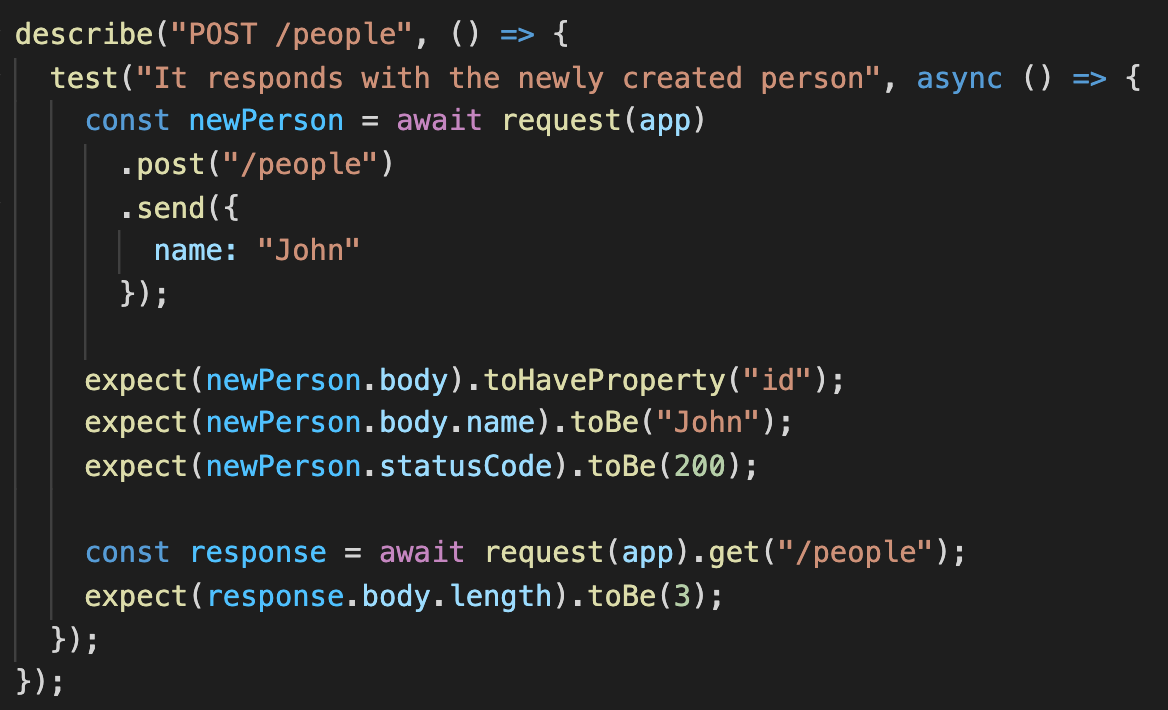 describe("POST /people", () => {
  test("It responds with the newly created person", async () => {
    const newPerson = await request(app)
      .post("/people")
      .send({
        name: "John"
      });

    expect(newPerson.body).toHaveProperty("id");
    expect(newPerson.body.name).toBe("John");
    expect(newPerson.statusCode).toBe(200);

    const response = await request(app).get("/people");
    expect(response.body.length).toBe(3);
  });
});